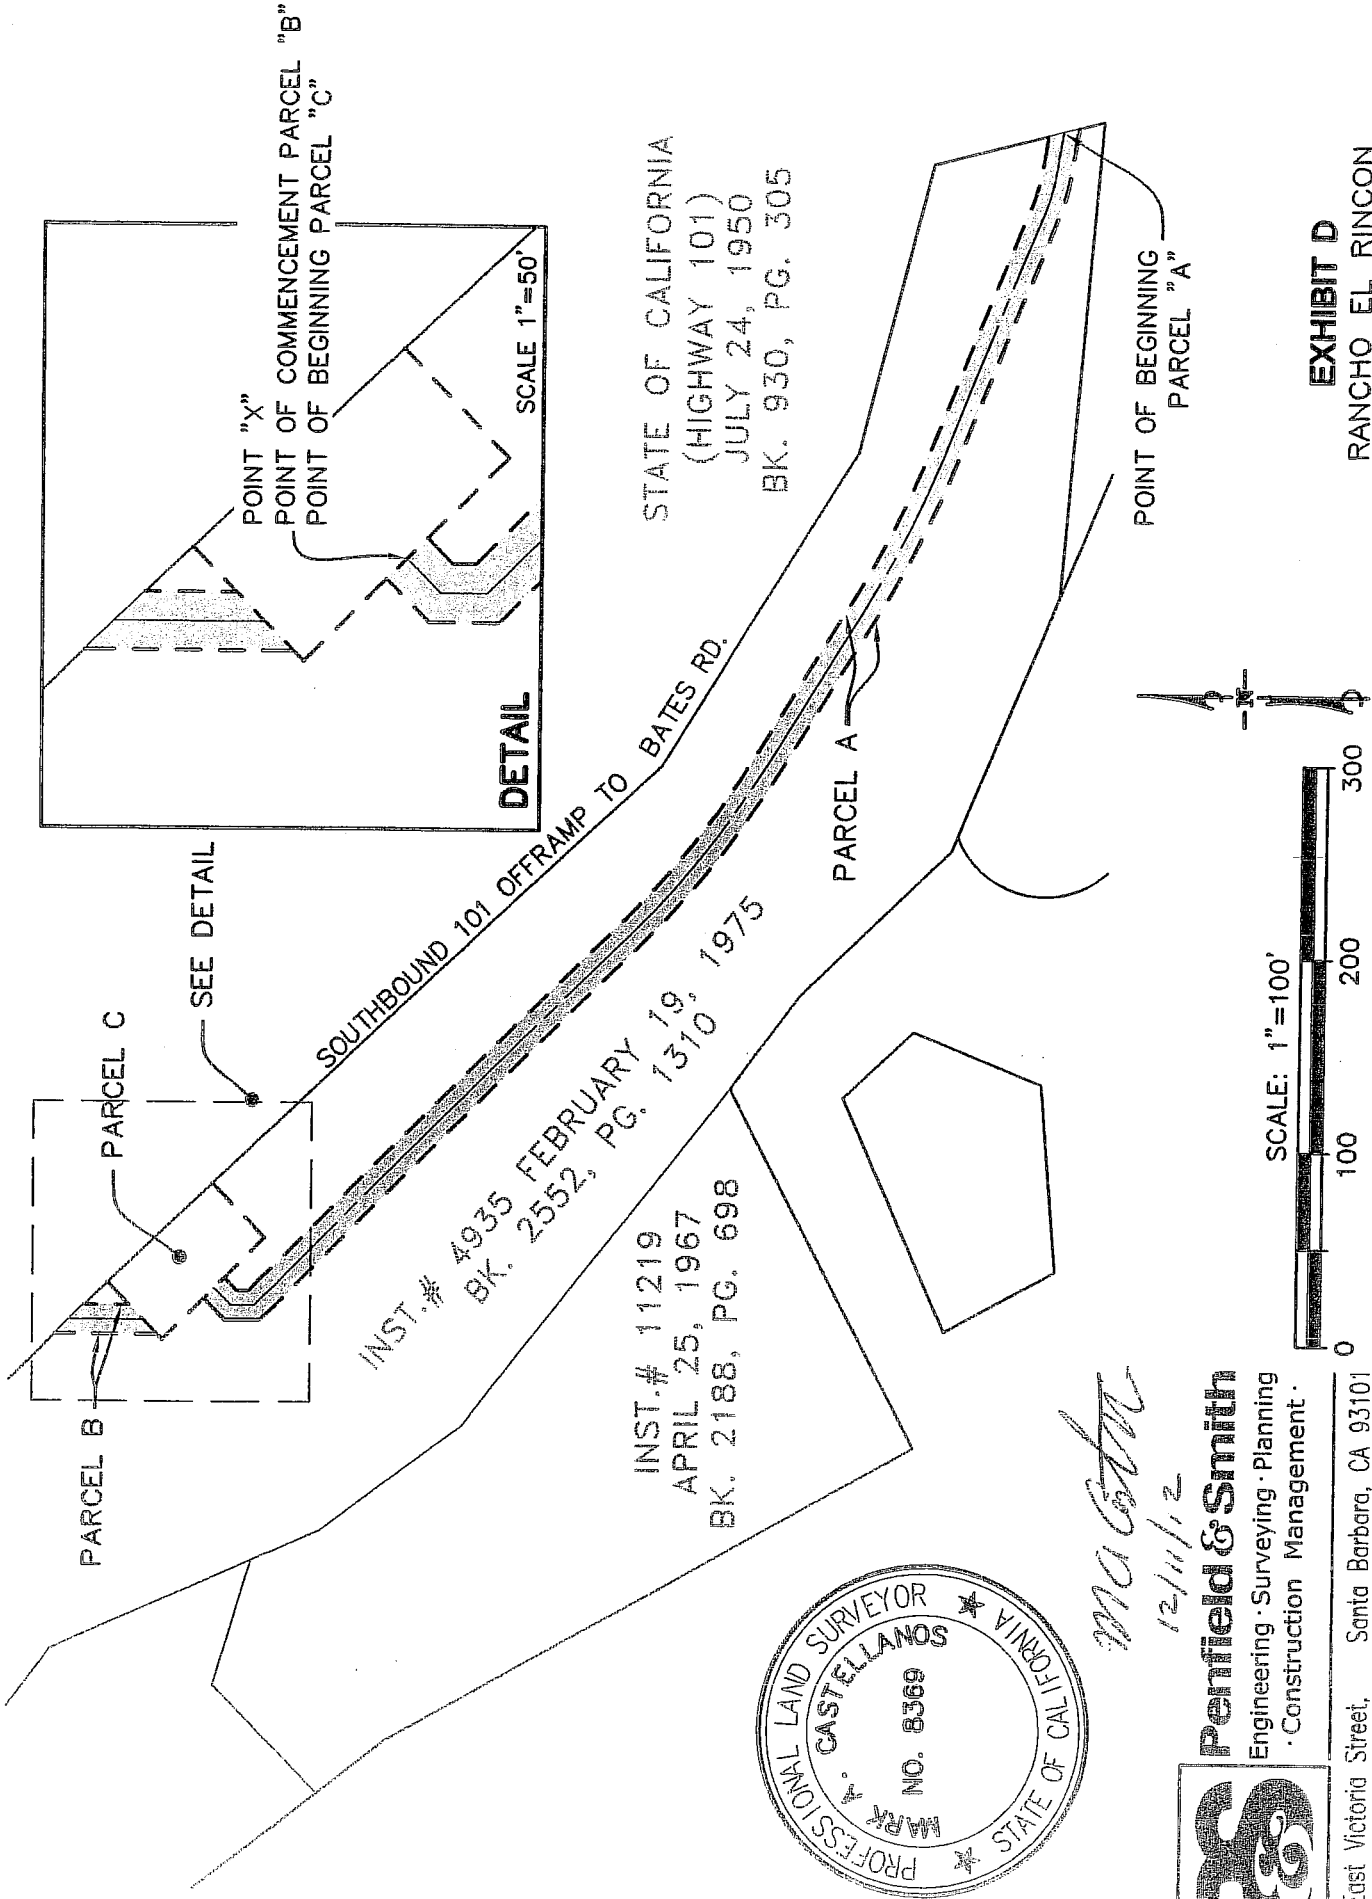 PARCEL B
PARCEL C
SEE DETAIL
DETAIL
POINT "X"
POINT OF COMMENCEMENT PARCEL "B"
POINT OF BEGINNING PARCEL "C"
SCALE 1"=50'
SOUTHBOUND 101 OFFRAMP TO BATES RD.
STATE OF CALIFORNIA
(HIGHWAY 101)
JULY 24, 1950
BK. 930, PG. 305
INST.# 4935 FEBRUARY 19, 1975
BK. 2552, PG. 1310
INST.# 11219
APRIL 25, 1967
BK. 2188, PG. 698
PARCEL A
POINT OF BEGINNING
PARCEL "A"
PROFESSIONAL LAND SURVEYOR
MARK A. CASTELLANOS
NO. 8369
STATE OF CALIFORNIA
12/11/12
N
SCALE: 1"=100'
0 100 200 300
EXHIBIT D
RANCHO EL RINCON
Penfield & Smith
Engineering · Surveying · Planning
· Construction Management ·
East Victoria Street, Santa Barbara, CA 93101